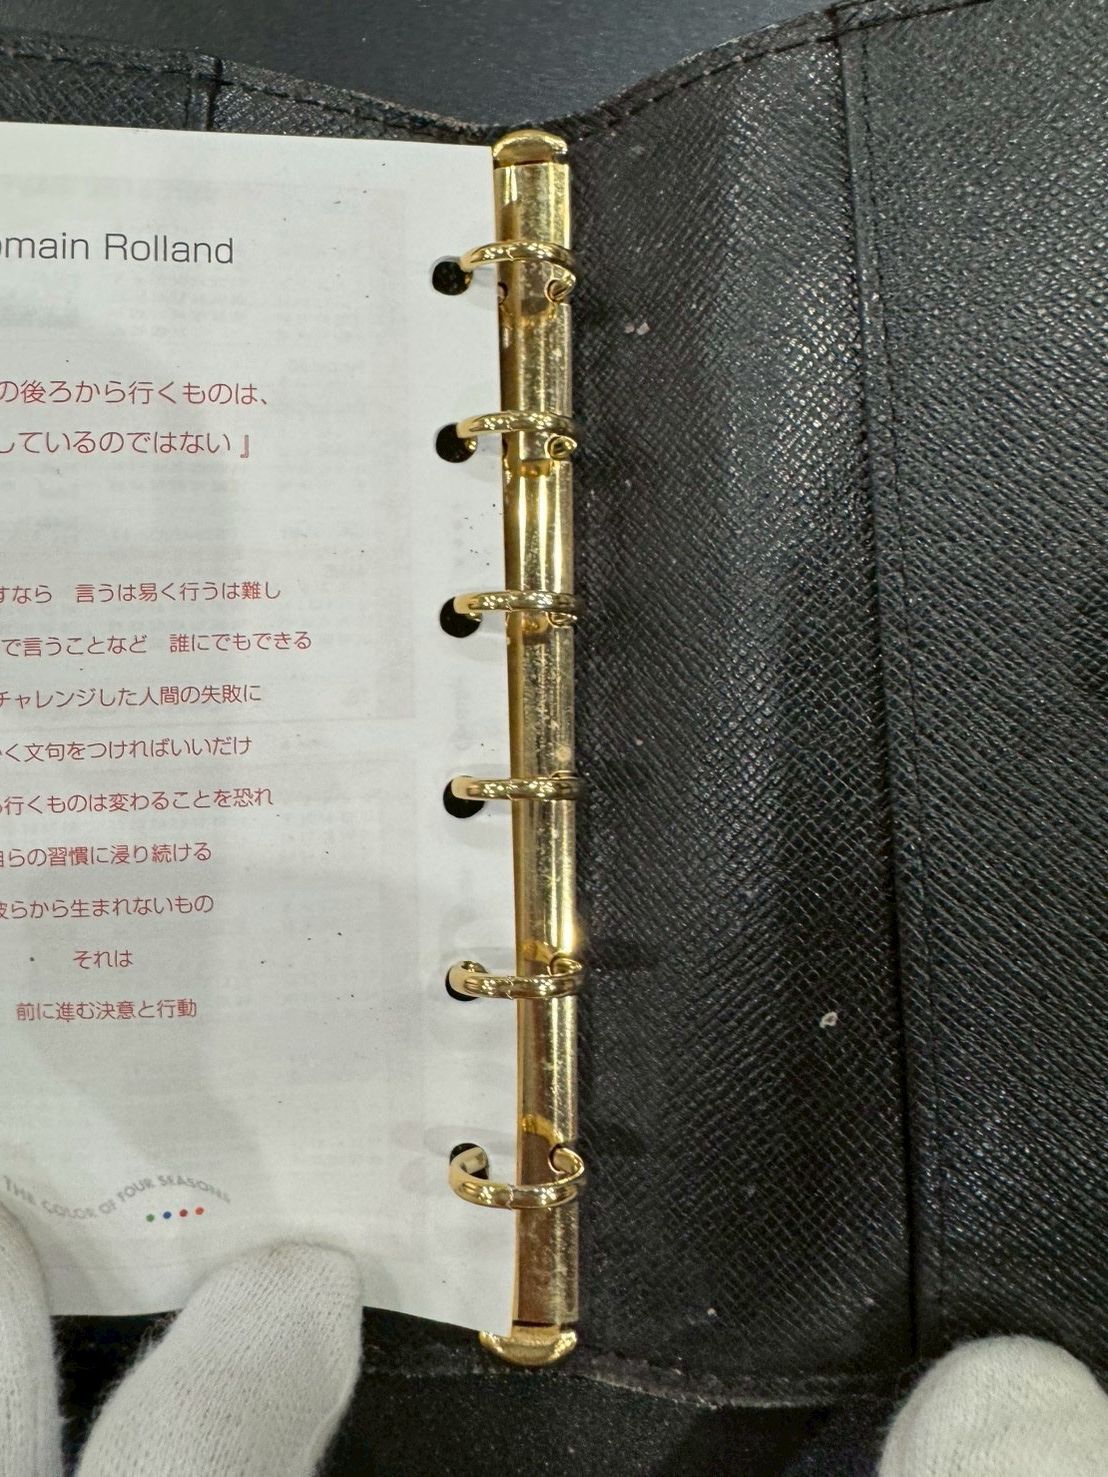 omain Rolland
の後ろから行くものは、
しているのではない』
すなら　言うは易く行うは難し
で言うことなど　誰にでもできる
チャレンジした人間の失敗に
く文句をつければいいだけ
行くものは変わることを恐れ
自らの習慣に浸り続ける
彼らから生まれないもの
それは
前に進む決意と行動
THE COLOR OF FOUR SEASONS